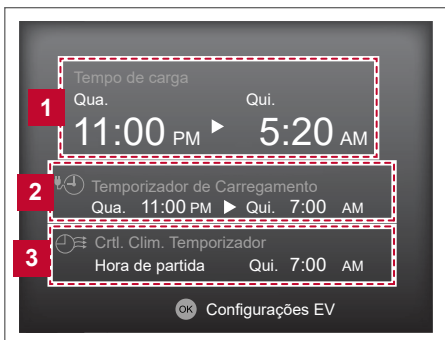 Tempo de carga
Qua. Qui.
1 11:00 PM ▶ 5:20 AM
2 Temporizador de Carregamento
Qua. 11:00 PM ▶ Qui. 7:00 AM
3 Crtl. Clim. Temporizador
Hora de partida Qui. 7:00 AM
OK Configurações EV